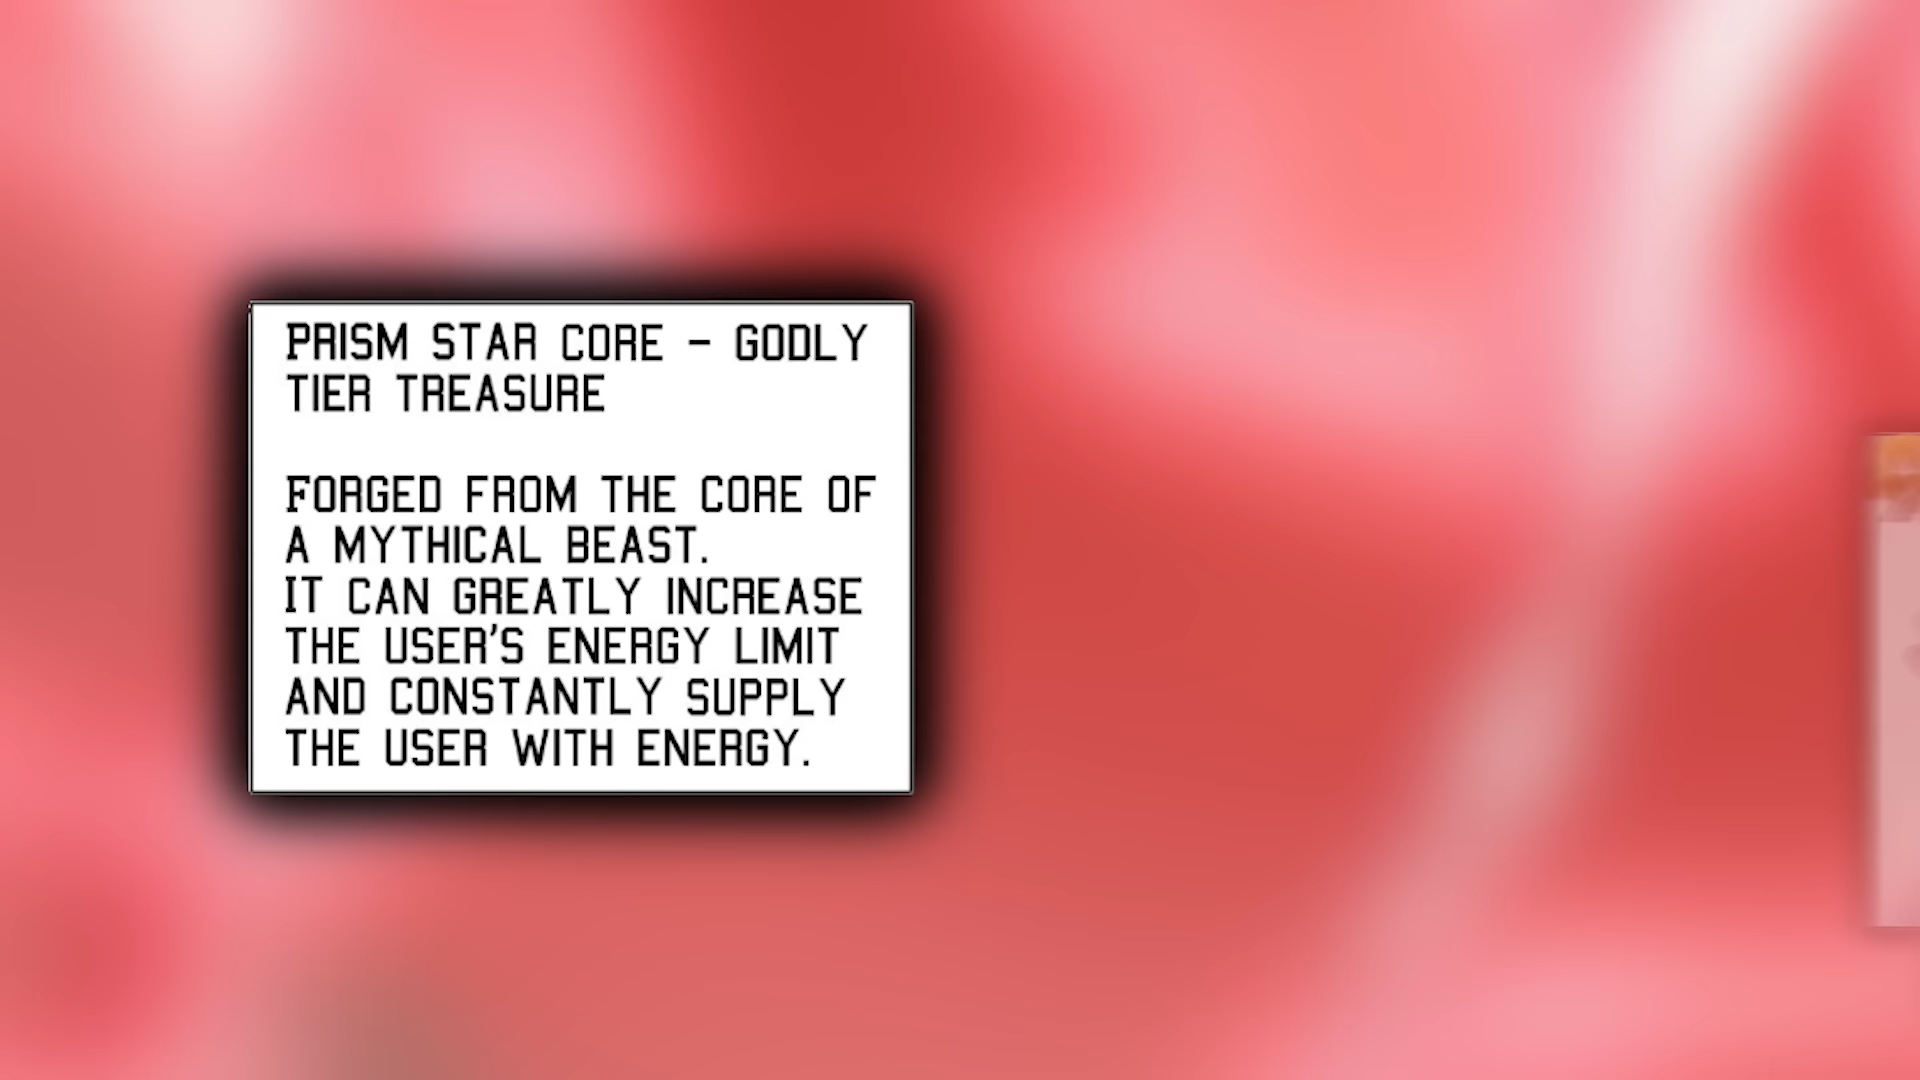 PRISM STAR CORE – GODLY
TIER TREASURE
FORGED FROM THE CORE OF
A MYTHICAL BEAST.
IT CAN GREATLY INCREASE
THE USER'S ENERGY LIMIT
AND CONSTANTLY SUPPLY
THE USER WITH ENERGY.